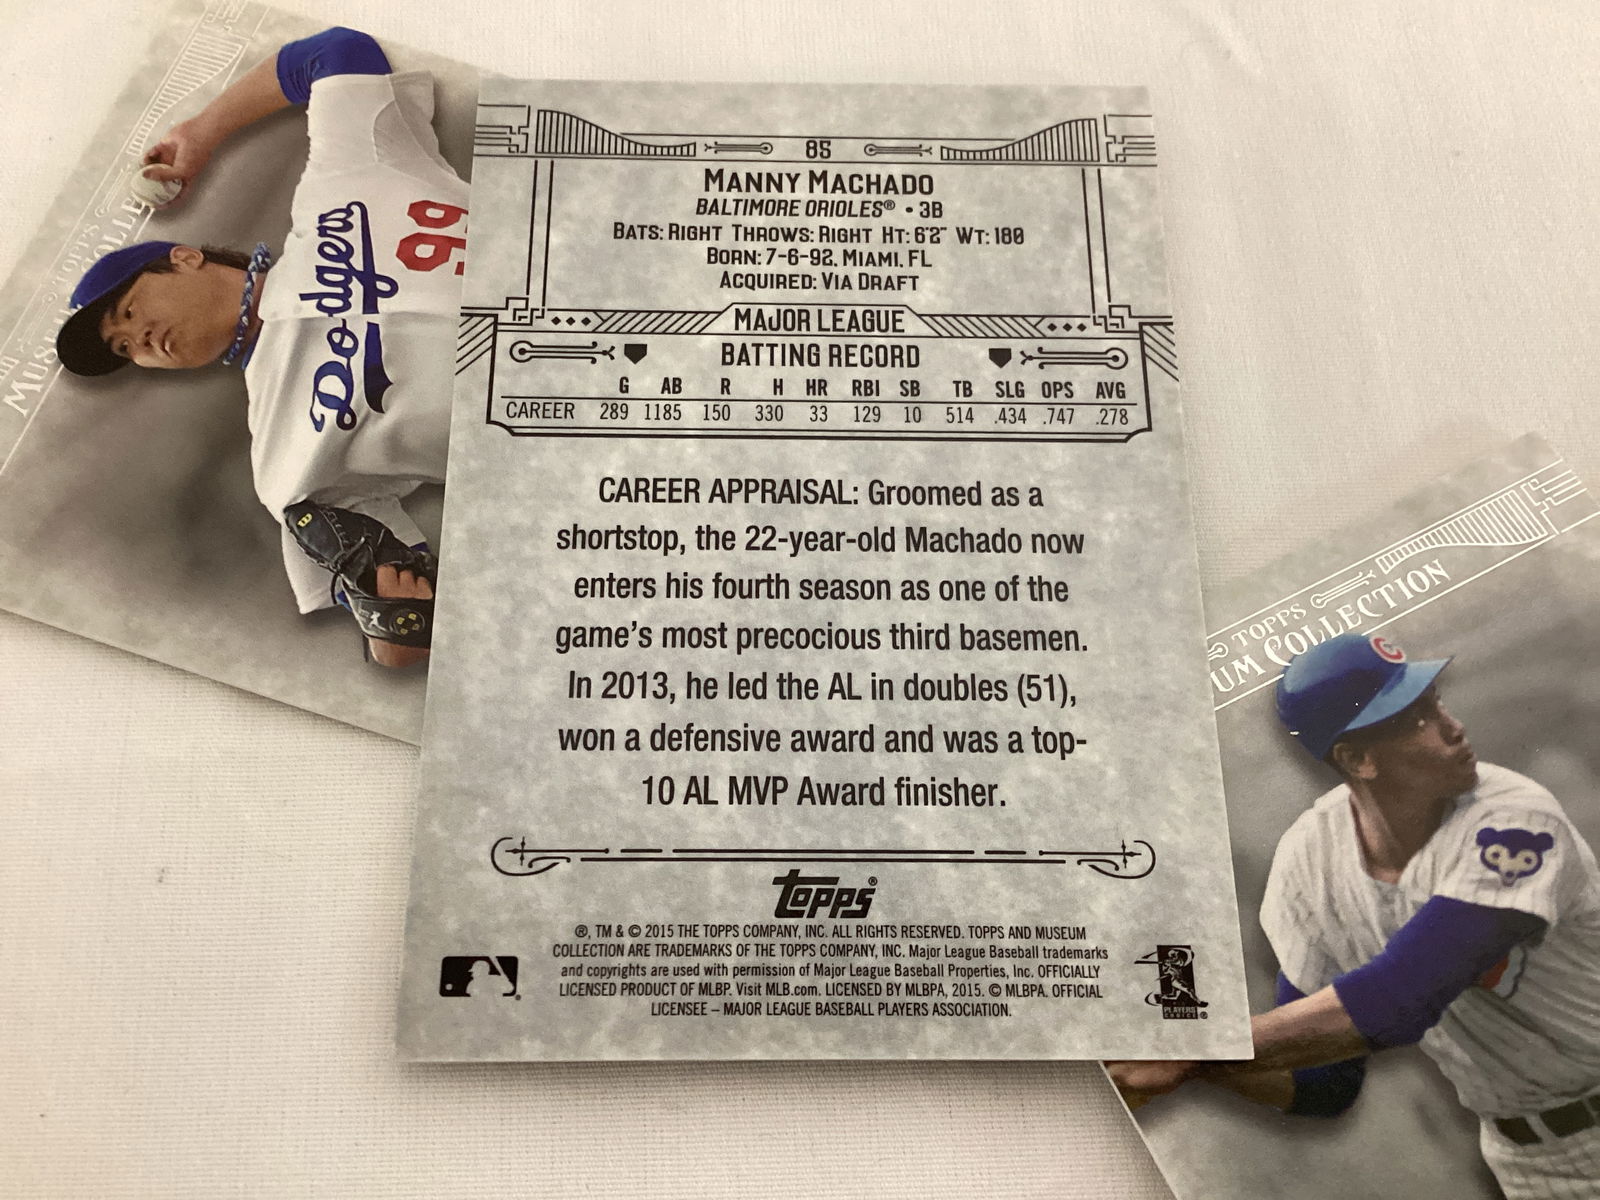 85
MANNY MACHADO
BALTIMORE ORIOLES® • 3B
BATS: RIGHT THROWS: RIGHT HT: 6'2" WT: 180
BORN: 7-6-92, MIAMI, FL
ACQUIRED: VIA DRAFT
MAJOR LEAGUE
BATTING RECORD
G AB R H HR RBI SB TB SLG OPS AVG
CAREER 289 1185 150 330 33 129 10 514 .434 .747 .278
CAREER APPRAISAL: Groomed as a
shortstop, the 22-year-old Machado now
enters his fourth season as one of the
game's most precocious third basemen.
In 2013, he led the AL in doubles (51),
won a defensive award and was a top-
10 AL MVP Award finisher.
Topps®
®, TM & © 2015 THE TOPPS COMPANY, INC. ALL RIGHTS RESERVED. TOPPS AND MUSEUM
COLLECTION ARE TRADEMARKS OF THE TOPPS COMPANY, INC. Major League Baseball trademarks
and copyrights are used with permission of Major League Baseball Properties, Inc. OFFICIALLY
LICENSED PRODUCT OF MLBP. Visit MLB.com. LICENSED BY MLBPA, 2015. © MLBPA. OFFICIAL
LICENSEE – MAJOR LEAGUE BASEBALL PLAYERS ASSOCIATION.
PLAYERS
CHOICE ®
Dodgers
99
TOPPS
UM COLLECTION
C